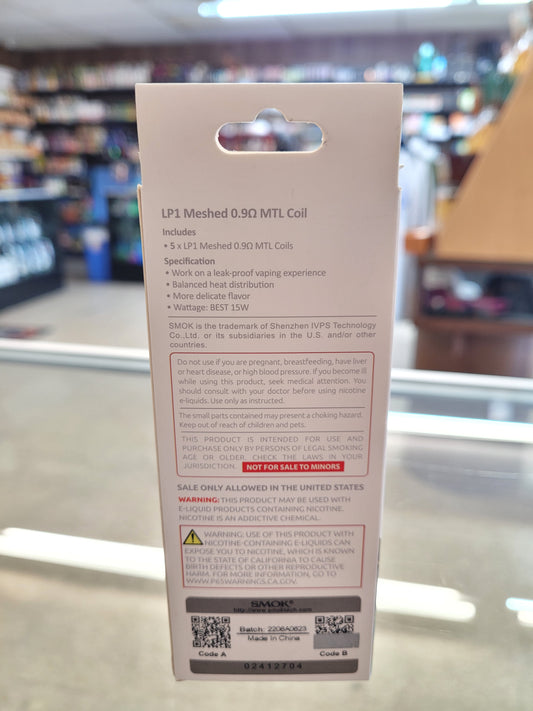 LP1 Meshed 0.9Ω MTL Coil
Includes
• 5 x LP1 Meshed 0.9Ω MTL Coils
Specification
• Work on a leak-proof vaping experience
• Balanced heat distribution
• More delicate flavor
• Wattage: BEST 15W
SMOK is the trademark of Shenzhen IVPS Technology
Co.,Ltd. or its subsidiaries in the U.S. and/or other
countries.
Do not use if you are pregnant, breastfeeding, have liver
or heart disease, or high blood pressure. If you become ill
while using this product, seek medical attention. You
should consult with your doctor before using nicotine
e-liquids. Use only as instructed.
The small parts contained may present a choking hazard.
Keep out of reach of children and pets.
THIS PRODUCT IS INTENDED FOR USE AND
PURCHASE ONLY BY PERSONS OF LEGAL SMOKING
AGE OR OLDER. CHECK THE LAWS IN YOUR
JURISDICTION. NOT FOR SALE TO MINORS
SALE ONLY ALLOWED IN THE UNITED STATES
WARNING: THIS PRODUCT MAY BE USED WITH
E-LIQUID PRODUCTS CONTAINING NICOTINE.
NICOTINE IS AN ADDICTIVE CHEMICAL.
WARNING: USE OF THIS PRODUCT WITH
NICOTINE-CONTAINING E-LIQUIDS CAN
EXPOSE YOU TO NICOTINE, WHICH IS KNOWN
TO THE STATE OF CALIFORNIA TO CAUSE
BIRTH DEFECTS OR OTHER REPRODUCTIVE
HARM. FOR MORE INFORMATION, GO TO
WWW.P65WARNINGS.CA.GOV.
SMOK®
http://www.smoktech.com
Batch: 2206A0623
Made in China
Code A
Code B
02412704